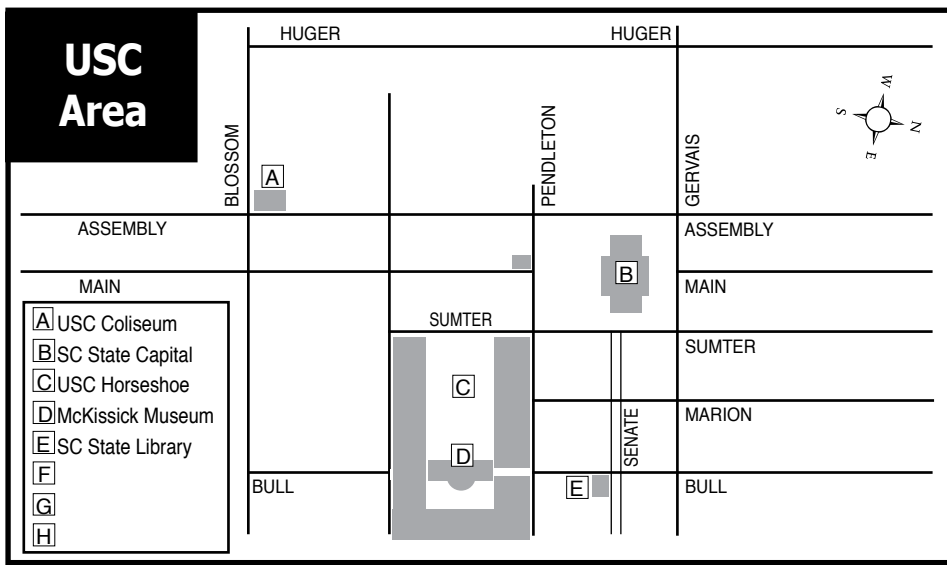 USC
Area
HUGER
HUGER
W
S
N
E
BLOSSOM
PENDLETON
GERVAIS
A
ASSEMBLY
ASSEMBLY
B
MAIN
MAIN
SUMTER
SUMTER
A USC Coliseum
B SC State Capital
C USC Horseshoe
D McKissick Museum
E SC State Library
F
G
H
C
MARION
SENATE
D
BULL
E
BULL